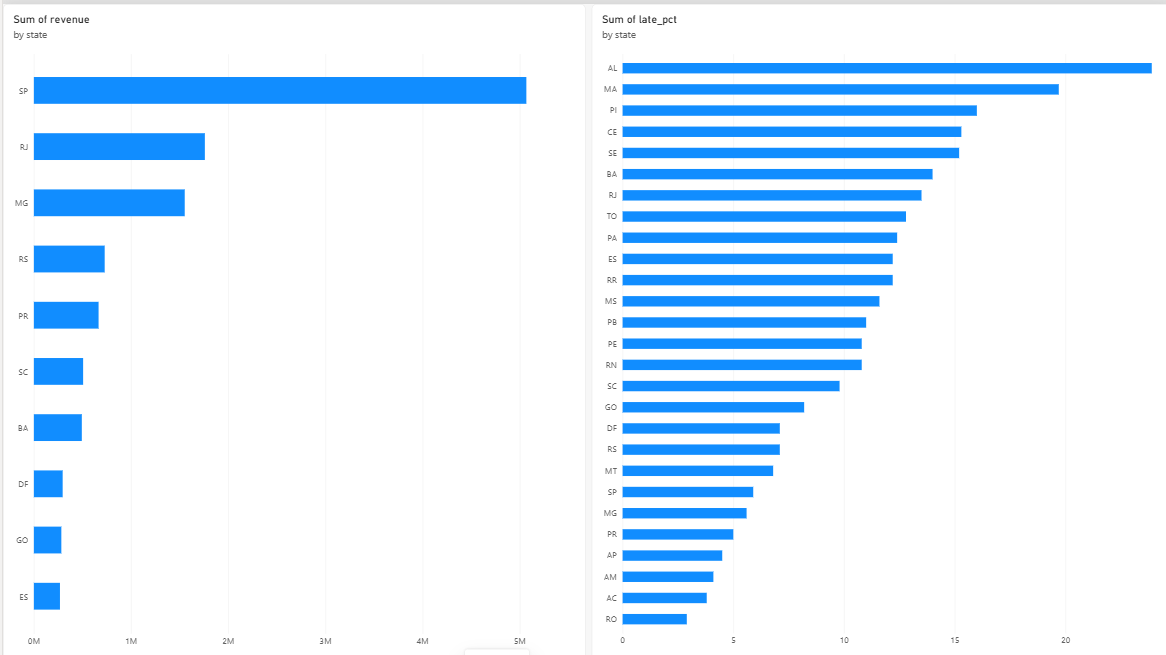 Sum of revenue
by state
SP
RJ
MG
RS
PR
SC
BA
DF
GO
ES
0M 1M 2M 3M 4M 5M
Sum of late_pct
by state
AL
MA
PI
CE
SE
BA
RJ
TO
PA
ES
RR
MS
PB
PE
RN
SC
GO
DF
RS
MT
SP
MG
PR
AP
AM
AC
RO
0 5 10 15 20